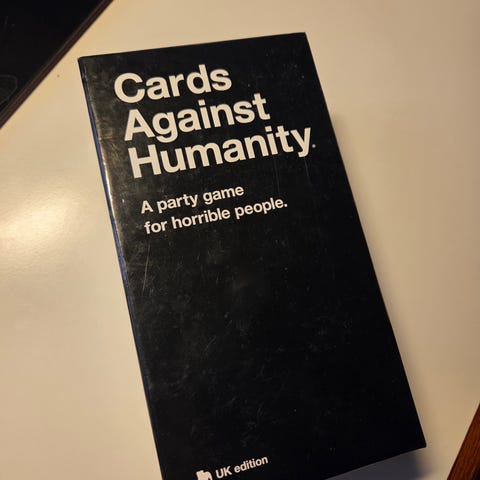 Cards
Against
Humanity.
A party game
for horrible people.
UK edition